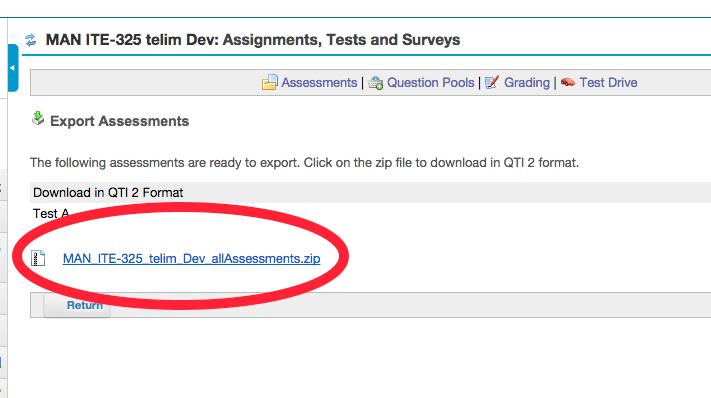 MAN ITE-325 telim Dev: Assignments, Tests and Surveys
Assessments | Question Pools | Grading | Test Drive
Export Assessments
The following assessments are ready to export. Click on the zip file to download in QTI 2 format.
Download in QTI 2 Format
Test A
MAN_ITE-325_telim_Dev_allAssessments.zip
Return